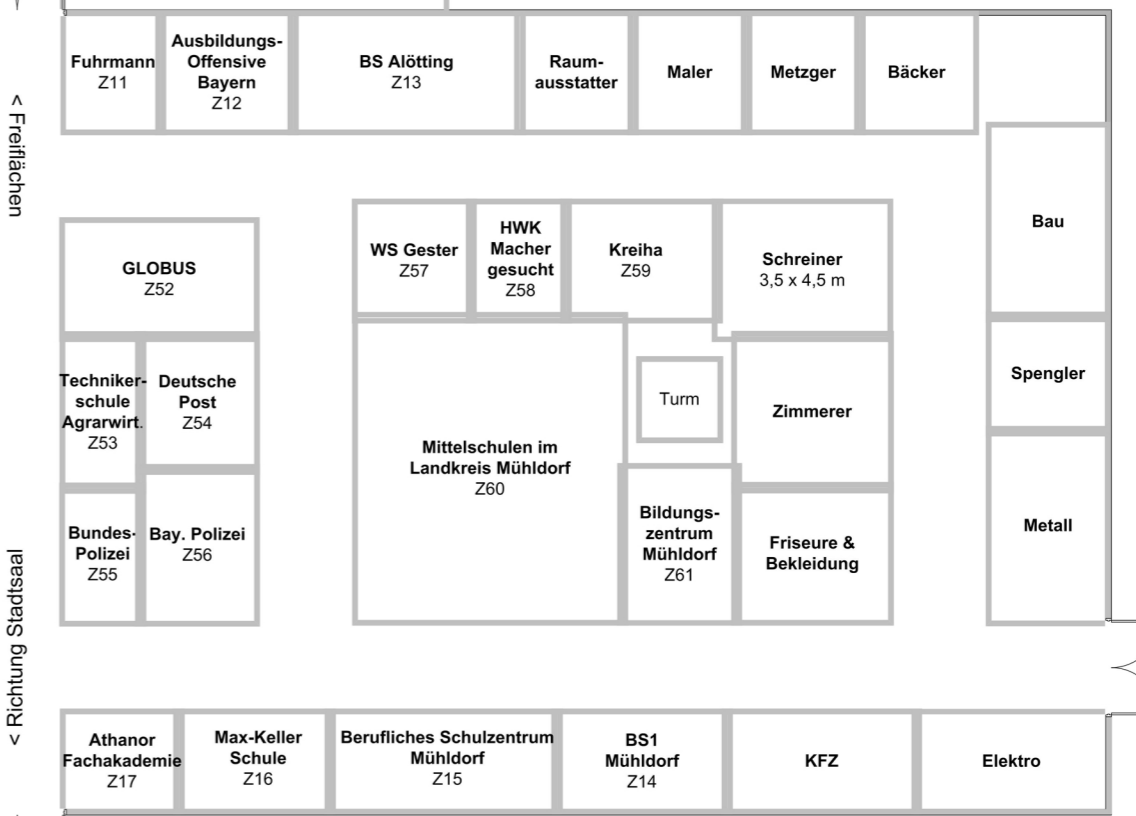 < Freiflächen
< Richtung Stadtsaal
Fuhrmann
Z11
Ausbildungs-
Offensive
Bayern
Z12
BS Alötting
Z13
Raum-
ausstatter
Maler
Metzger
Bäcker
GLOBUS
Z52
Techniker-
schule
Agrarwirt.
Z53
Deutsche
Post
Z54
Bundes-
Polizei
Z55
Bay. Polizei
Z56
WS Gester
Z57
HWK
Macher
gesucht
Z58
Kreiha
Z59
Schreiner
3,5 x 4,5 m
Mittelschulen im
Landkreis Mühldorf
Z60
Turm
Zimmerer
Bildungs-
zentrum
Mühldorf
Z61
Friseure &
Bekleidung
Bau
Spengler
Metall
Athanor
Fachakademie
Z17
Max-Keller
Schule
Z16
Berufliches Schulzentrum
Mühldorf
Z15
BS1
Mühldorf
Z14
KFZ
Elektro